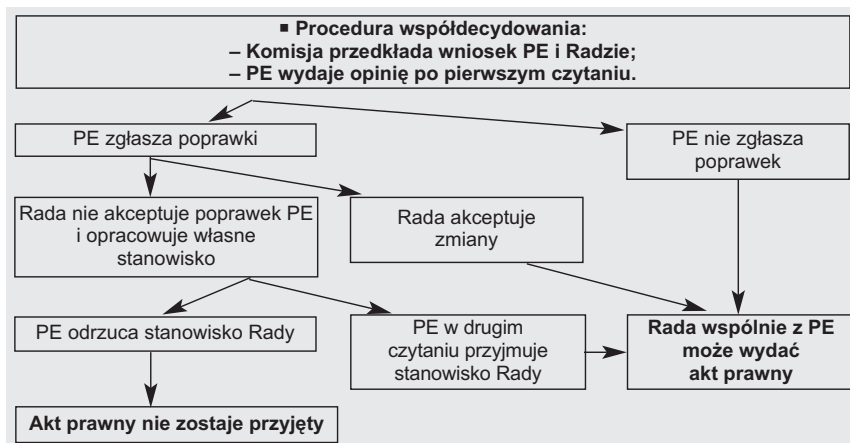 ▪ Procedura współdecydowania:
– Komisja przedkłada wniosek PE i Radzie;
– PE wydaje opinię po pierwszym czytaniu.
PE zgłasza poprawki
PE nie zgłasza
poprawek
Rada nie akceptuje poprawek PE
i opracowuje własne
stanowisko
Rada akceptuje
zmiany
PE odrzuca stanowisko Rady
PE w drugim
czytaniu przyjmuje
stanowisko Rady
Rada wspólnie z PE
może wydać
akt prawny
Akt prawny nie zostaje przyjęty